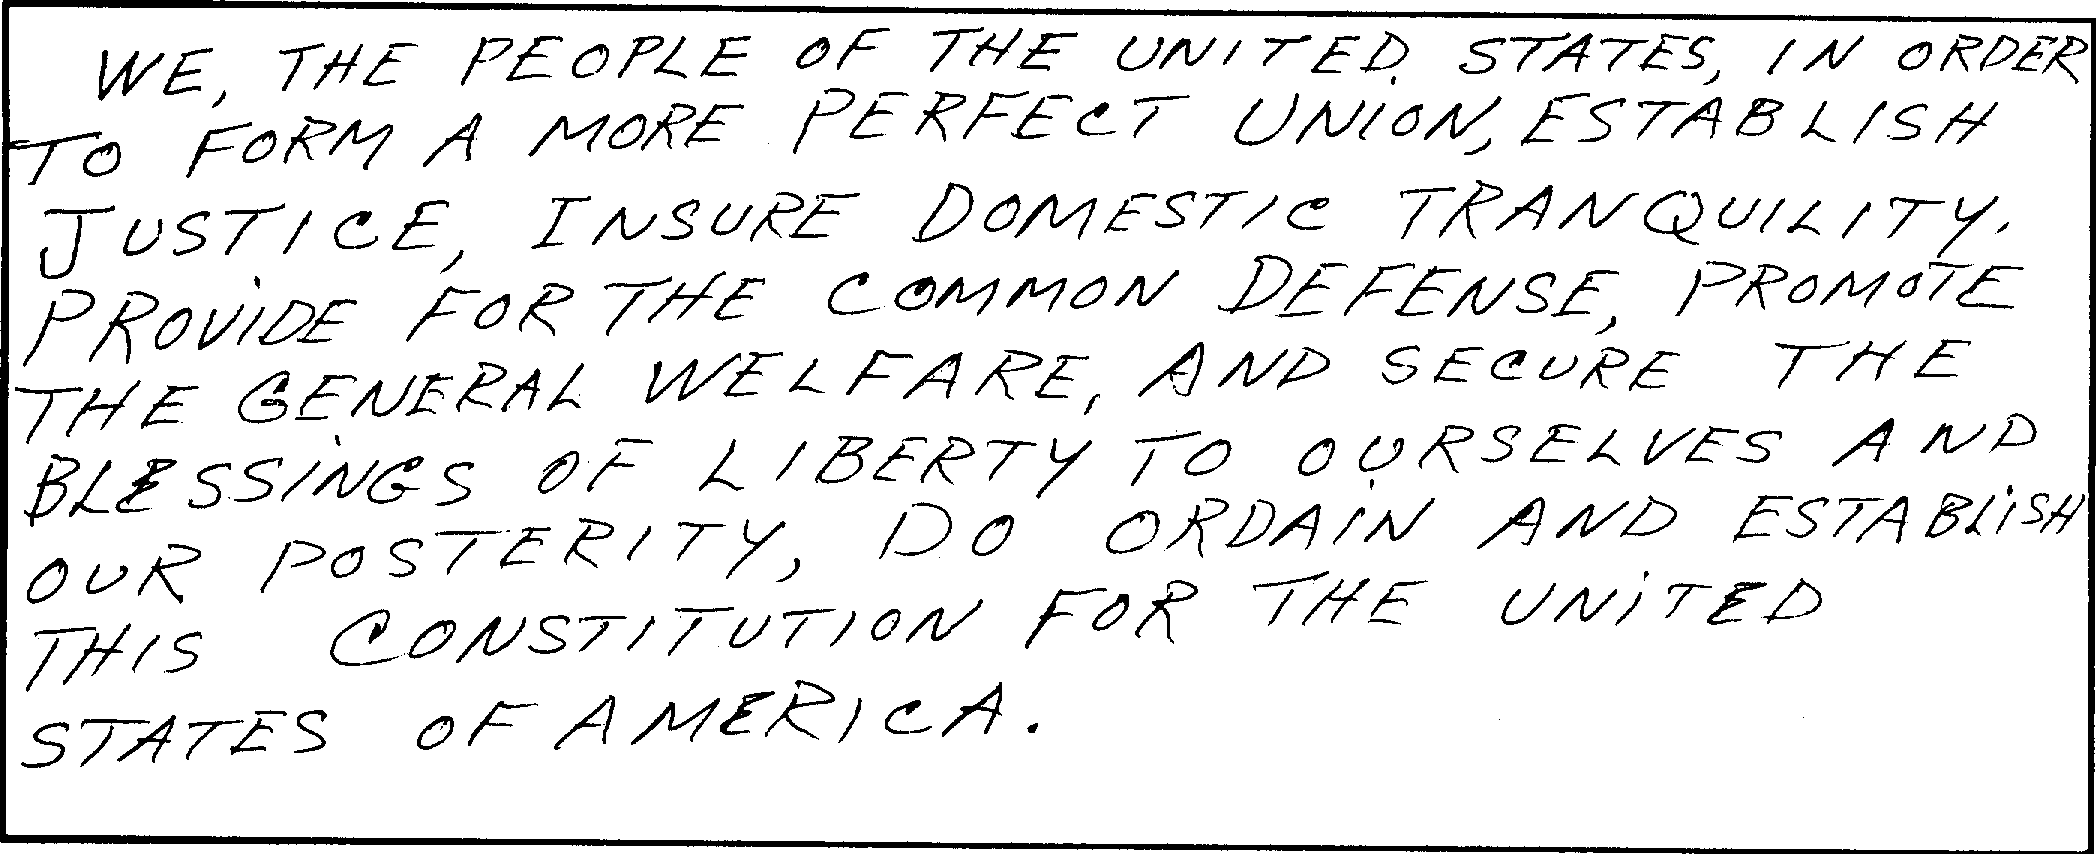 WE, THE PEOPLE OF THE UNITED. STATES, IN ORDER
TO FORM A MORE PERFECT UNION, ESTABLISH
JUSTICE, INSURE DOMESTIC TRANQUILITY.
PROVIDE FOR THE COMMON DEFENSE, PROMOTE
THE GENERAL WELFARE, AND SECURE THE
BLESSINGS OF LIBERTY TO OURSELVES AND
OUR POSTERITY, DO ORDAIN AND ESTABLISH
THIS CONSTITUTION FOR THE UNITED
STATES OF AMERICA.